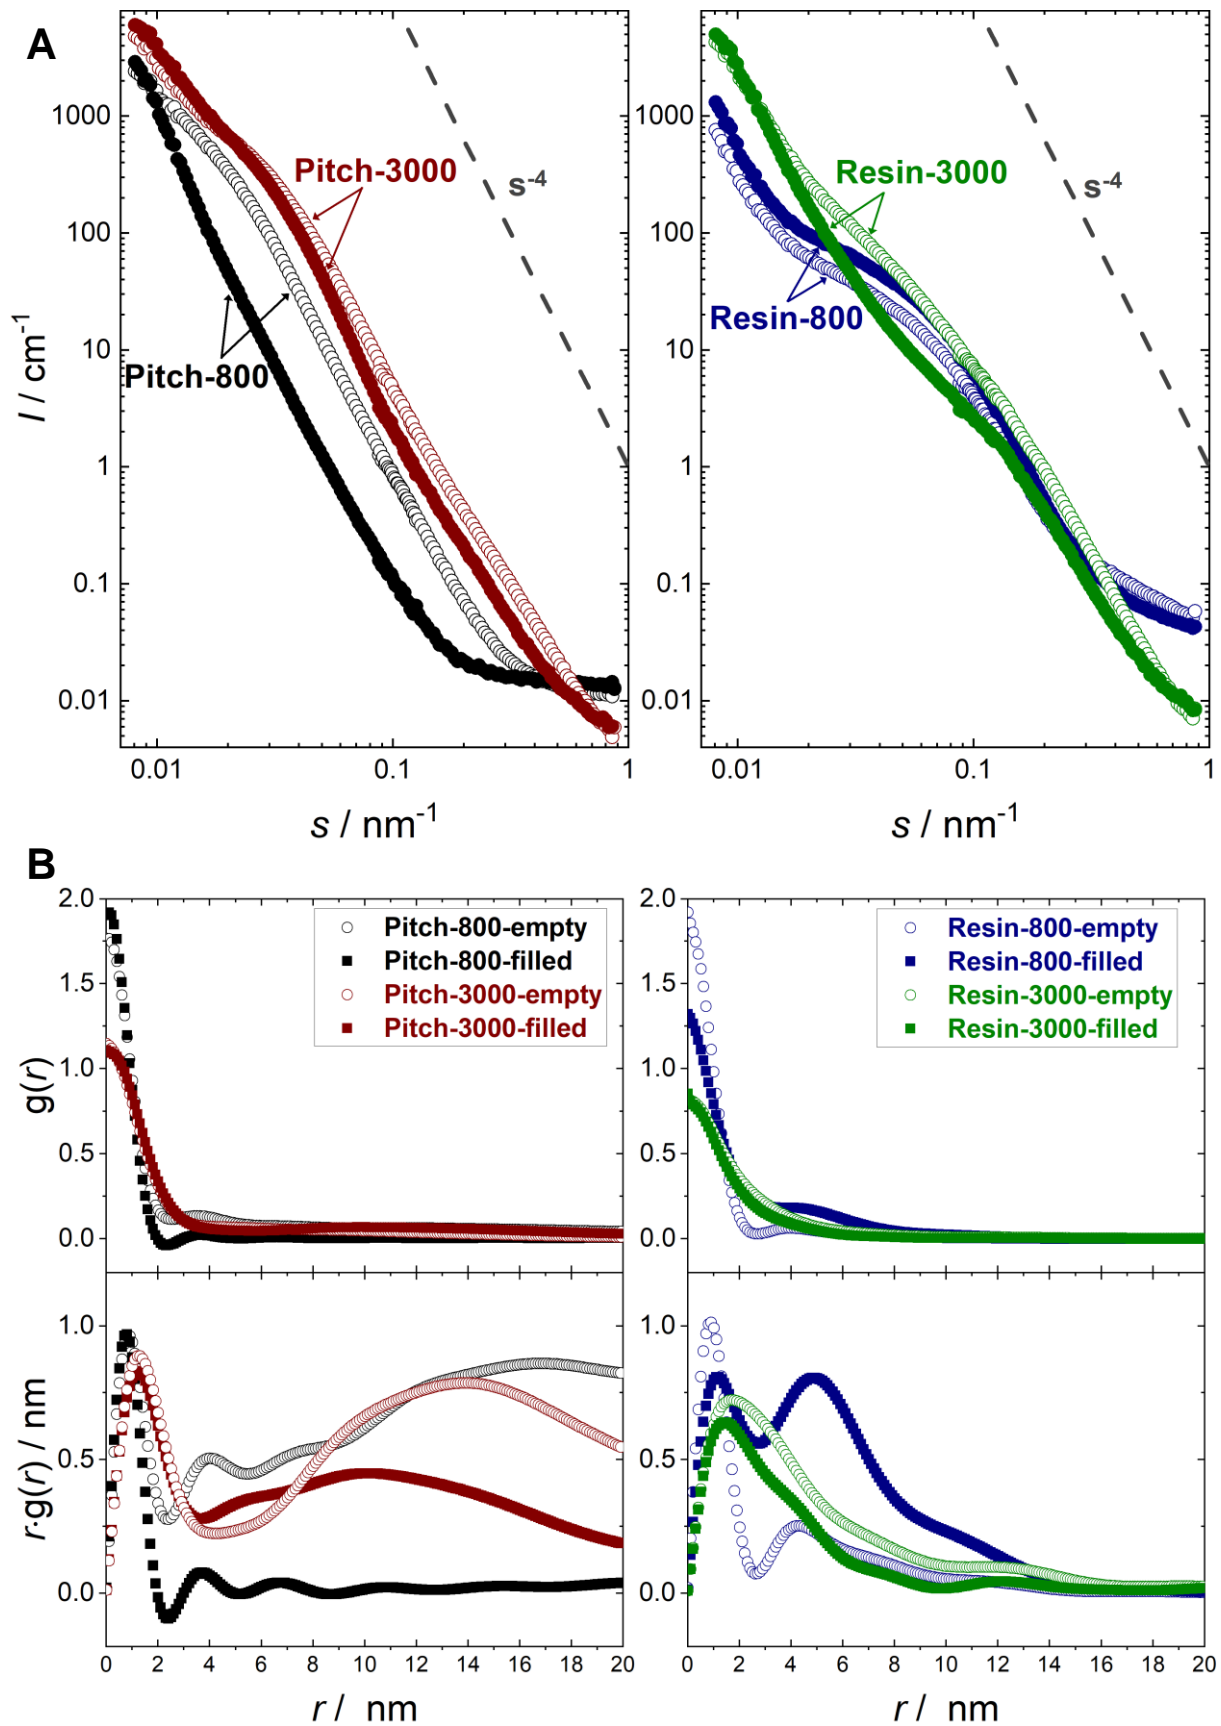 A
1000
100
10
1
0.1
0.01
I / cm-1
Pitch-3000
Pitch-800
s-4
0.01
0.1
1
s / nm-1
1000
100
10
1
0.1
0.01
Resin-3000
Resin-800
s-4
0.01
0.1
1
s / nm-1
B
2.0
1.5
1.0
0.5
0.0
g(r)
Pitch-800-empty
Pitch-800-filled
Pitch-3000-empty
Pitch-3000-filled
1.0
0.5
0.0
r·g(r) / nm
0 2 4 6 8 10 12 14 16 18 20
r / nm
2.0
1.5
1.0
0.5
0.0
Resin-800-empty
Resin-800-filled
Resin-3000-empty
Resin-3000-filled
1.0
0.5
0.0
0 2 4 6 8 10 12 14 16 18 20
r / nm